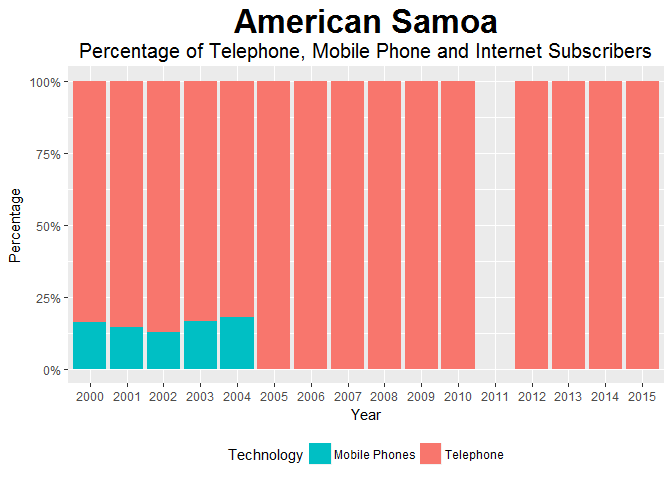 American Samoa
Percentage of Telephone, Mobile Phone and Internet Subscribers
100%
75%
50%
25%
0%
Percentage
2000 2001 2002 2003 2004 2005 2006 2007 2008 2009 2010 2011 2012 2013 2014 2015
Year
Technology Mobile Phones Telephone